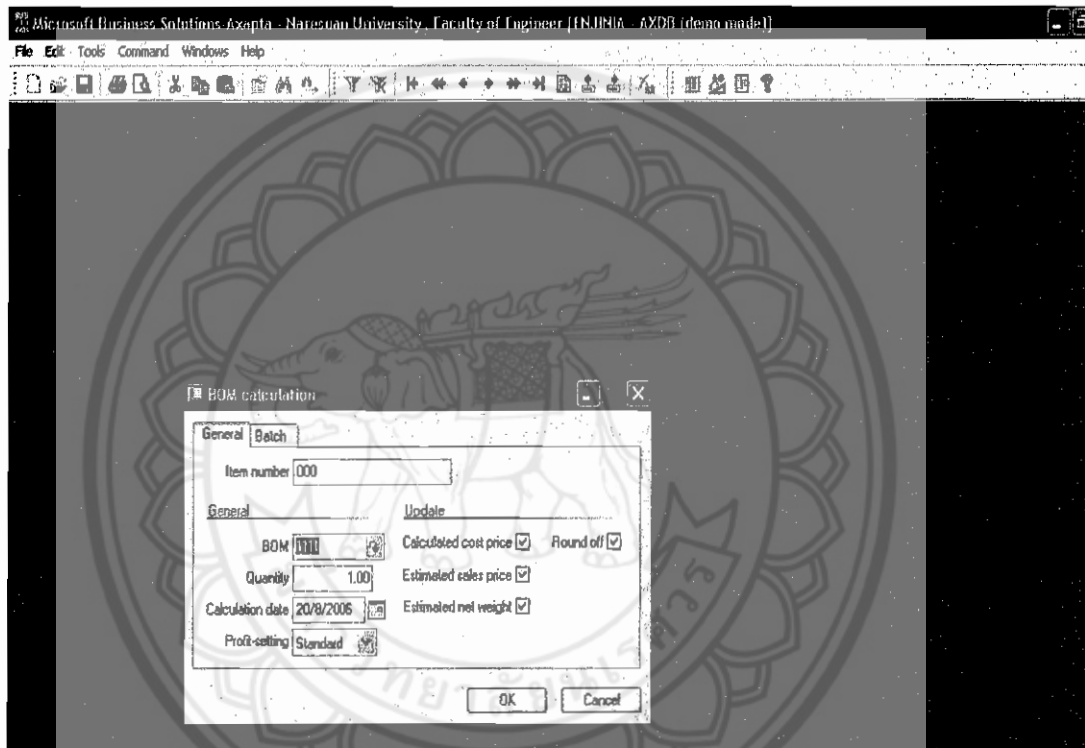 Microsoft Business Solutions-Axapta - Naresuan University , Faculty of Engineer [ENJINIA - AXDB (demo mode)]
File Edit Tools Command Windows Help
BOM calculation
General Batch
Item number 000
General Update
BOM 1111 Calculated cost price Round off
Quantity 1.00 Estimated sales price
Calculation date 20/8/2006 Estimated net weight
Profit-setting Standard
OK Cancel